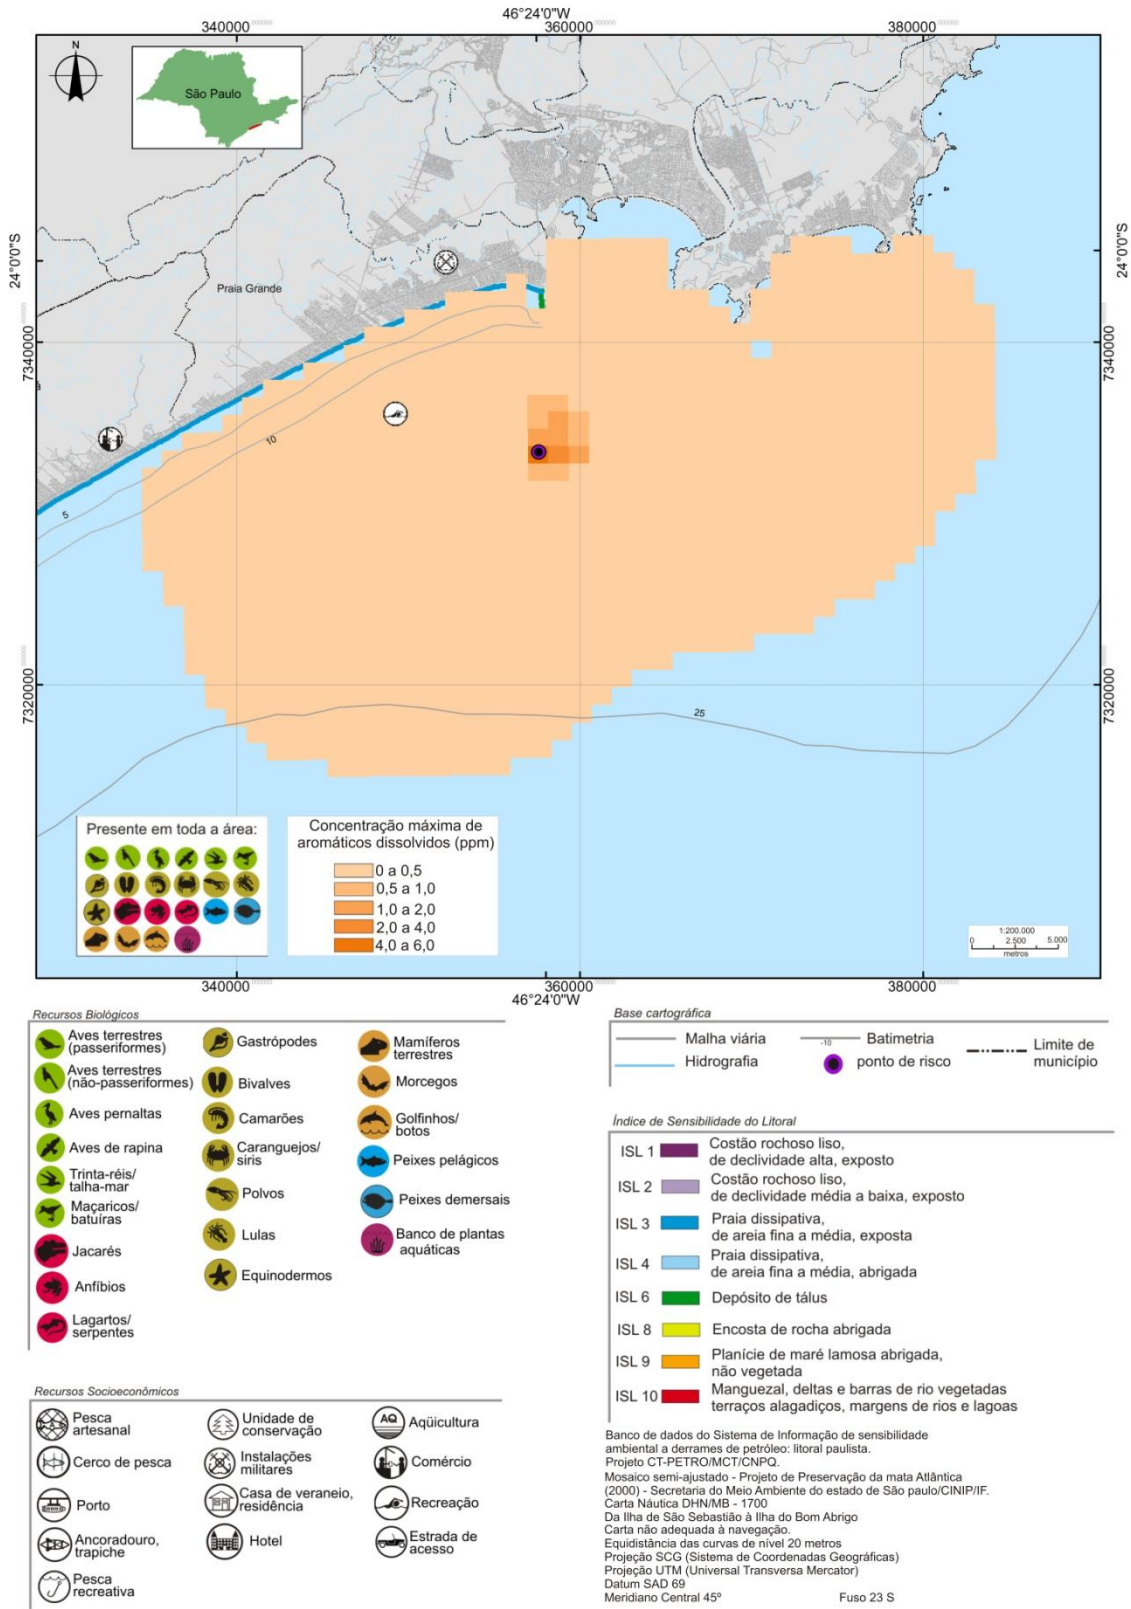 46°24'0"W
340000
360000
380000
N
São Paulo
24°0'0"S
24°0'0"S
Praia Grande
7340000
7340000
10
5
7320000
7320000
25
Presente em toda a área:
Concentração máxima de
aromáticos dissolvidos (ppm)
0 a 0,5
0,5 a 1,0
1,0 a 2,0
2,0 a 4,0
4,0 a 6,0
1:200.000
0 2.500 5.000
metros
340000
360000
380000
46°24'0"W
Recursos Biológicos
Aves terrestres
(passeriformes)
Aves terrestres
(não-passeriformes)
Aves pernaltas
Aves de rapina
Trinta-réis/
talha-mar
Maçaricos/
batuíras
Jacarés
Anfíbios
Lagartos/
serpentes
Gastrópodes
Bivalves
Camarões
Caranguejos/
siris
Polvos
Lulas
Equinodermos
Mamíferos
terrestres
Morcegos
Golfinhos/
botos
Peixes pelágicos
Peixes demersais
Banco de plantas
aquáticas
Base cartográfica
Malha viária
Hidrografia
-10
Batimetria
ponto de risco
Limite de
município
Índice de Sensibilidade do Litoral
ISL 1 Costão rochoso liso,
de declividade alta, exposto
ISL 2 Costão rochoso liso,
de declividade média a baixa, exposto
ISL 3 Praia dissipativa,
de areia fina a média, exposta
ISL 4 Praia dissipativa,
de areia fina a média, abrigada
ISL 6 Depósito de tálus
ISL 8 Encosta de rocha abrigada
ISL 9 Planície de maré lamosa abrigada,
não vegetada
ISL 10 Manguezal, deltas e barras de rio vegetadas
terraços alagadiços, margens de rios e lagoas
Recursos Socioeconômicos
Pesca
artesanal
Cerco de pesca
Porto
Ancoradouro,
trapiche
Pesca
recreativa
Unidade de
conservação
Instalações
militares
Casa de veraneio,
residência
Hotel
AQ
Aqüicultura
Comércio
Recreação
Estrada de
acesso
Banco de dados do Sistema de Informação de sensibilidade
ambiental a derrames de petróleo: litoral paulista.
Projeto CT-PETRO/MCT/CNPQ.
Mosaico semi-ajustado - Projeto de Preservação da mata Atlântica
(2000) - Secretaria do Meio Ambiente do estado de São paulo/CINIP/IF.
Carta Náutica DHN/MB - 1700
Da Ilha de São Sebastião à Ilha do Bom Abrigo
Carta não adequada à navegação.
Equidistância das curvas de nível 20 metros
Projeção SCG (Sistema de Coordenadas Geográficas)
Projeção UTM (Universal Transversa Mercator)
Datum SAD 69
Meridiano Central 45º Fuso 23 S